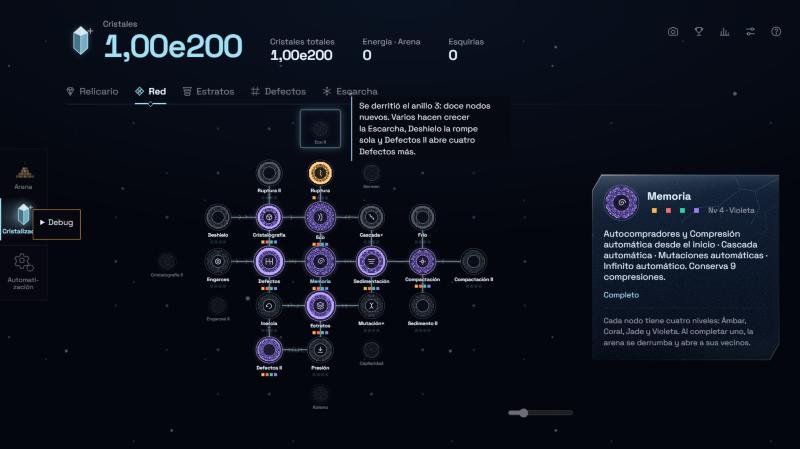 Cristales
1,00e200
Cristales totales
1,00e200
Energía · Arena
0
Esquirlas
0
Relicario
Red
Estratos
Defectos
Escarcha
Se derritió el anillo 3: doce nodos
nuevos. Varios hacen crecer
la Escarcha, Deshielo la rompe
sola y Defectos II abre cuatro
Defectos más.
Eco II
Arena
Debug
Automati-
zación
Ruptura II
Ruptura
Deshielo
Cristalografía
Eco
Cascada+
Frío
Cristalografía II
Engarces
Defectos
Memoria
Sedimentación
Compactación
Compactación II
Engarces II
Inercia
Estratos
Mutación+
Sedimento II
Defectos II
Presión
Capilaridad
Memoria
Nv 4 · Violeta
Autocompradores y Compresión
automática desde el inicio · Cascada
automática · Mutaciones automáticas ·
Infinito automático. Conserva 9
compresiones.
Completo
Cada nodo tiene cuatro niveles: Ámbar,
Coral, Jade y Violeta. Al completar uno, la
arena se derrumba y abre a sus vecinos.